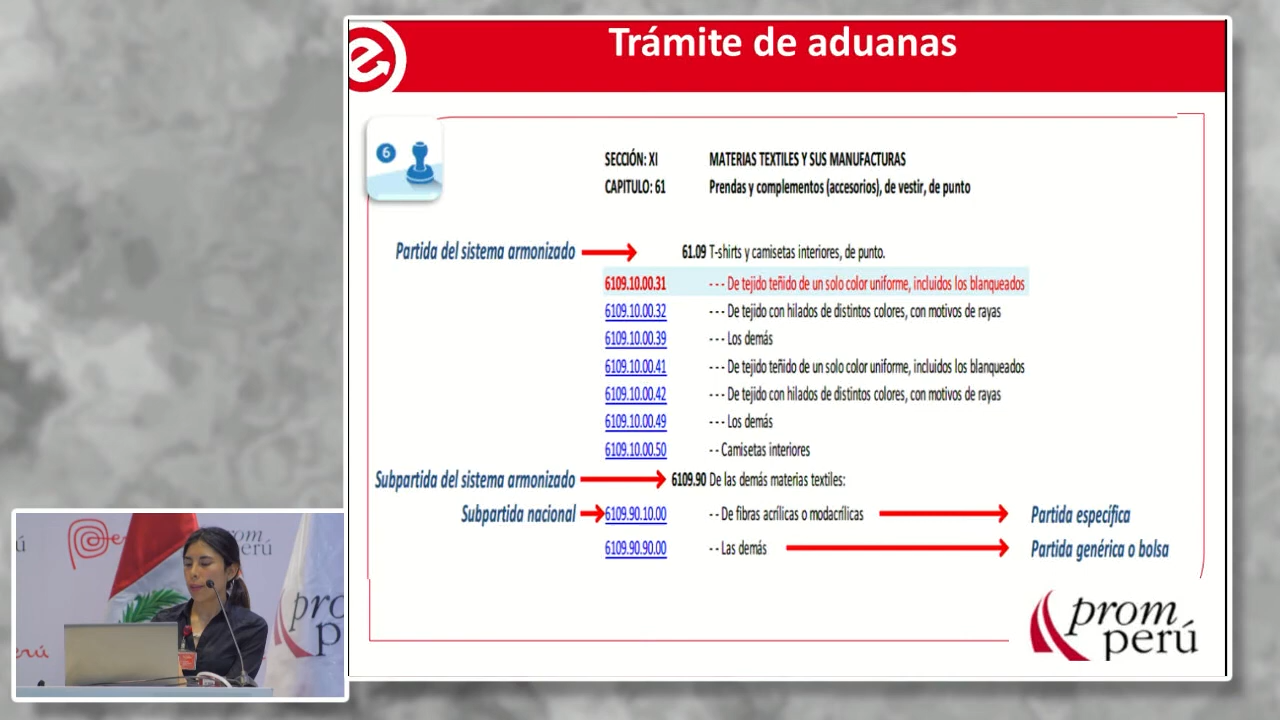 Trámite de aduanas
6
SECCIÓN: XI MATERIAS TEXTILES Y SUS MANUFACTURAS
CAPITULO: 61 Prendas y complementos (accesorios), de vestir, de punto
Partida del sistema armonizado 61.09 T-shirts y camisetas interiores, de punto.
6109.10.00.31 - - - De tejido teñido de un solo color uniforme, incluidos los blanqueados
6109.10.00.32 - - - De tejido con hilados de distintos colores, con motivos de rayas
6109.10.00.39 - - - Los demás
6109.10.00.41 - - - De tejido teñido de un solo color uniforme, incluidos los blanqueados
6109.10.00.42 - - - De tejido con hilados de distintos colores, con motivos de rayas
6109.10.00.49 - - - Los demás
6109.10.00.50 - - Camisetas interiores
Subpartida del sistema armonizado 6109.90 De las demás materias textiles:
Subpartida nacional 6109.90.10.00 - - De fibras acrílicas o modacrílicas Partida específica
6109.90.90.00 - - Las demás Partida genérica o bolsa
prom
perú